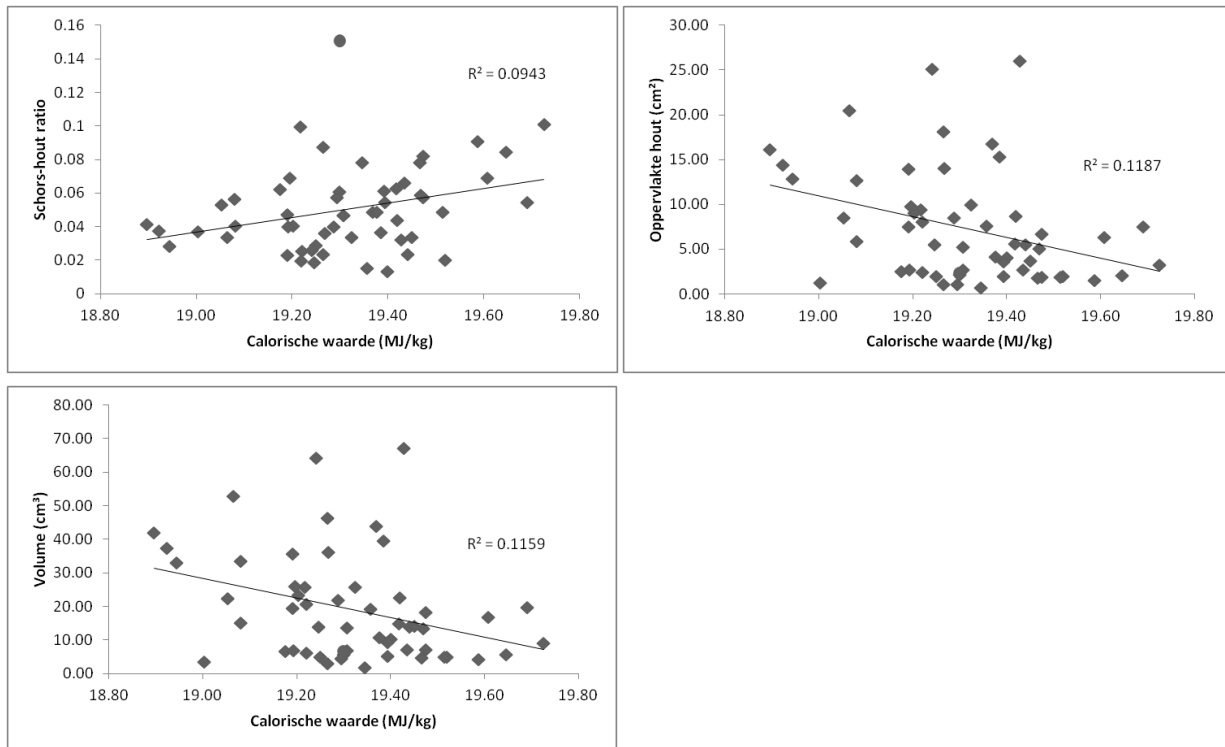 0.16
0.14
0.12
0.1
0.08
0.06
0.04
0.02
0
Schors-hout ratio
R² = 0.0943
18.80 19.00 19.20 19.40 19.60 19.80
Calorische waarde (MJ/kg)
30.00
25.00
20.00
15.00
10.00
5.00
0.00
Oppervlakte hout (cm²)
R² = 0.1187
18.80 19.00 19.20 19.40 19.60 19.80
Calorische waarde (MJ/kg)
80.00
70.00
60.00
50.00
40.00
30.00
20.00
10.00
0.00
Volume (cm³)
R² = 0.1159
18.80 19.00 19.20 19.40 19.60 19.80
Calorische waarde (MJ/kg)